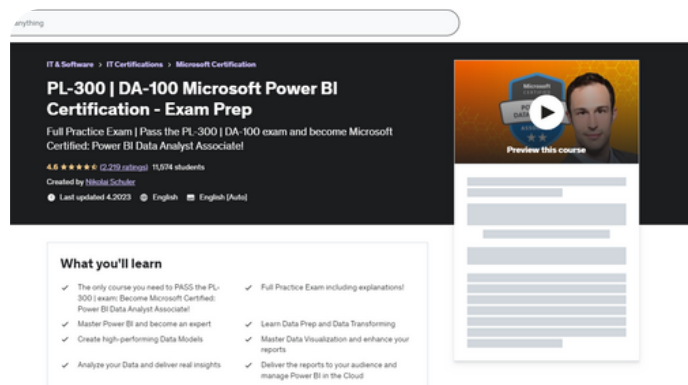 anything
IT & Software > IT Certifications > Microsoft Certification
PL-300 | DA-100 Microsoft Power BI
Certification - Exam Prep
Full Practice Exam | Pass the PL-300 | DA-100 exam and become Microsoft
Certified: Power BI Data Analyst Associate!
4.6 (2,219 ratings) 11,574 students
Created by Nikolai Schuler
Last updated 4.2023 English English [Auto]
Microsoft
CERTIFIED
DATA
ASSOCIATE
Preview this course
What you'll learn
The only course you need to PASS the PL-
300 | exam: Become Microsoft Certified:
Power BI Data Analyst Associate!
Full Practice Exam including explanations!
Master Power BI and become an expert
Learn Data Prep and Data Transforming
Create high-performing Data Models
Master Data Visualization and enhance your
reports
Analyze your Data and deliver real insights
Deliver the reports to your audience and
manage Power BI in the Cloud